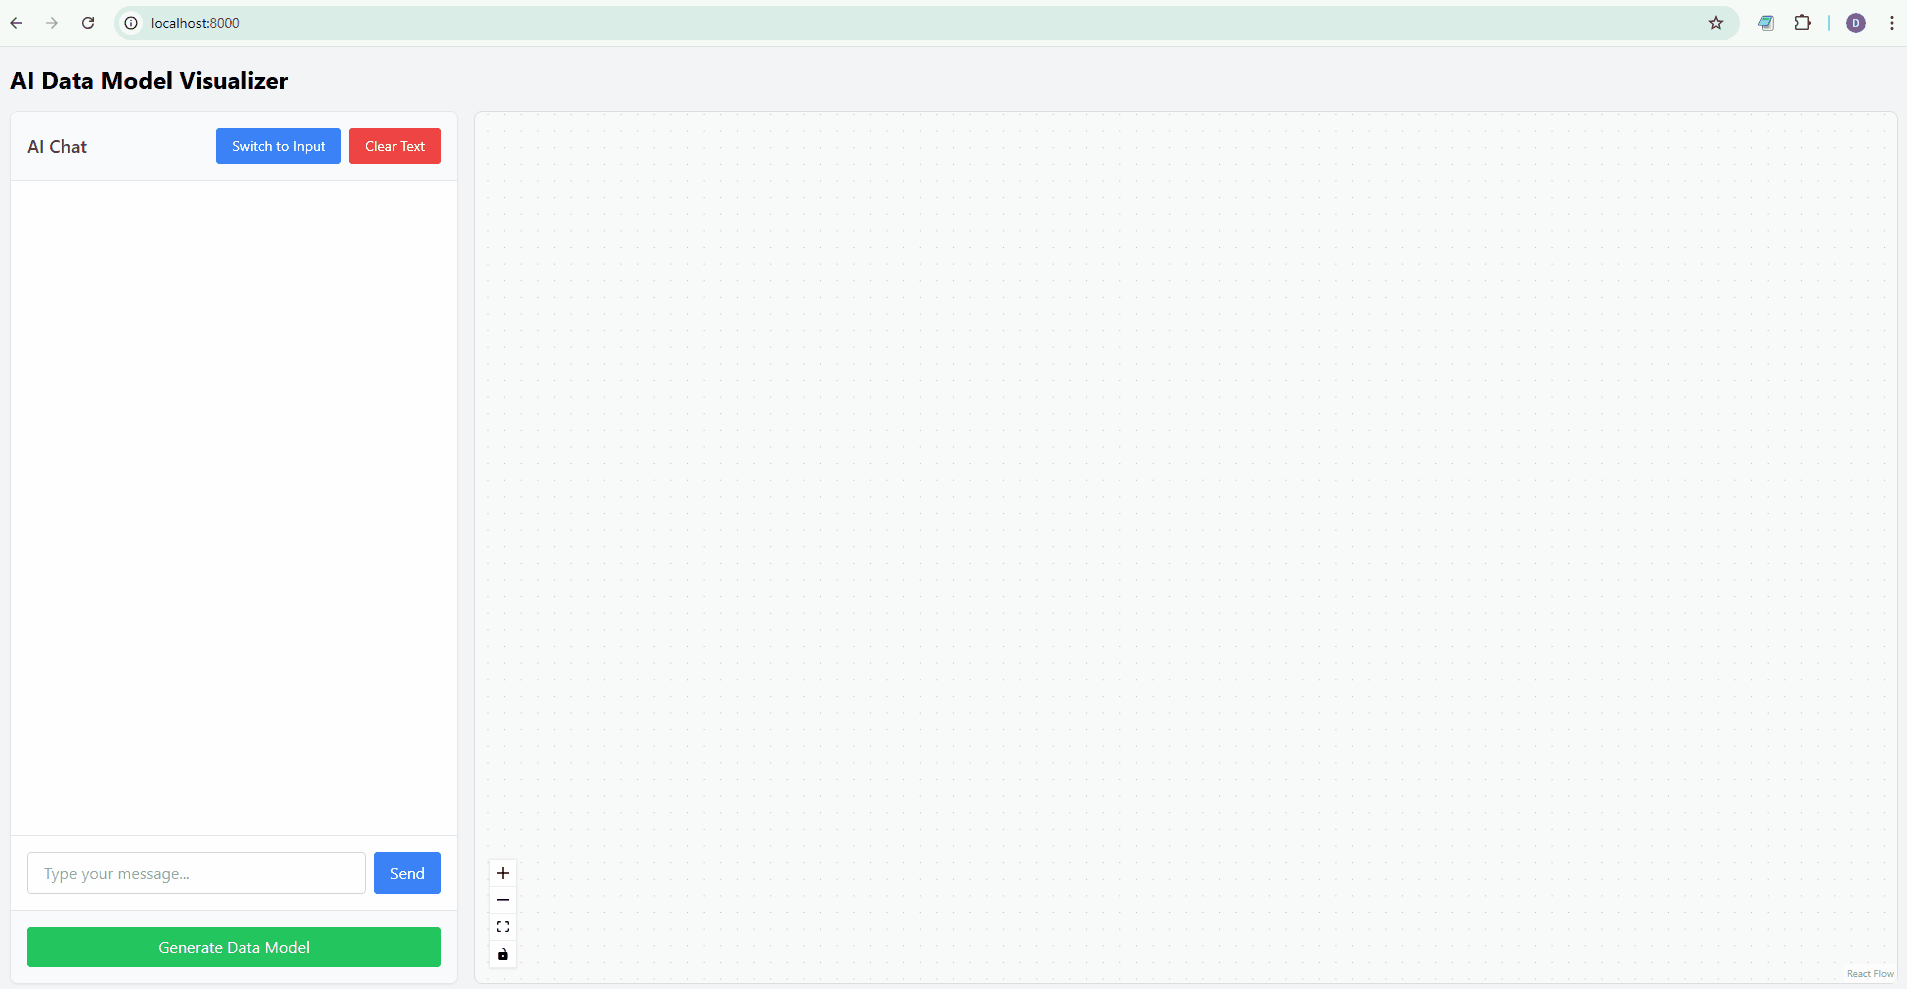 localhost:8000
D
AI Data Model Visualizer
AI Chat
Switch to Input
Clear Text
Type your message...
Send
Generate Data Model
React Flow